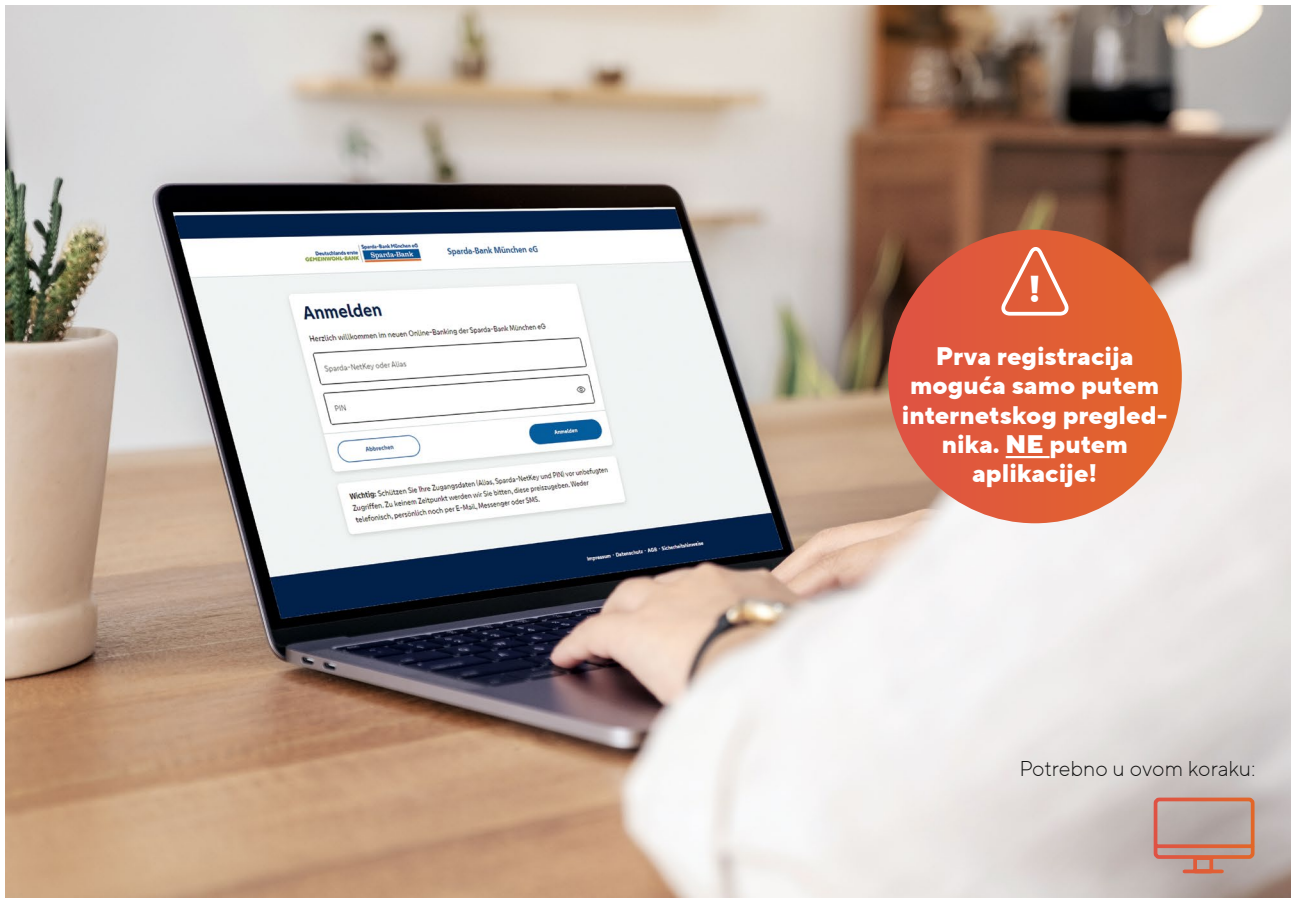 Deutschlands erste
GEMEINWOHL-BANK
Sparda-Bank München eG
Sparda-Bank
Sparda-Bank München eG
Anmelden
Herzlich willkommen im neuen Online-Banking der Sparda-Bank München eG
Sparda-NetKey oder Alias
PIN
Abbrechen
Anmelden
Wichtig: Schützen Sie Ihre Zugangsdaten (Alias, Sparda-NetKey und PIN) vor unbefugten
Zugriffen. Zu keinem Zeitpunkt werden wir Sie bitten, diese preiszugeben. Weder
telefonisch, persönlich noch per E-Mail, Messenger oder SMS.
Impressum · Datenschutz · AGB · Sicherheitshinweise
!
Prva registracija
moguća samo putem
internetskog pregled-
nika. NE putem
aplikacije!
Potrebno u ovom koraku: